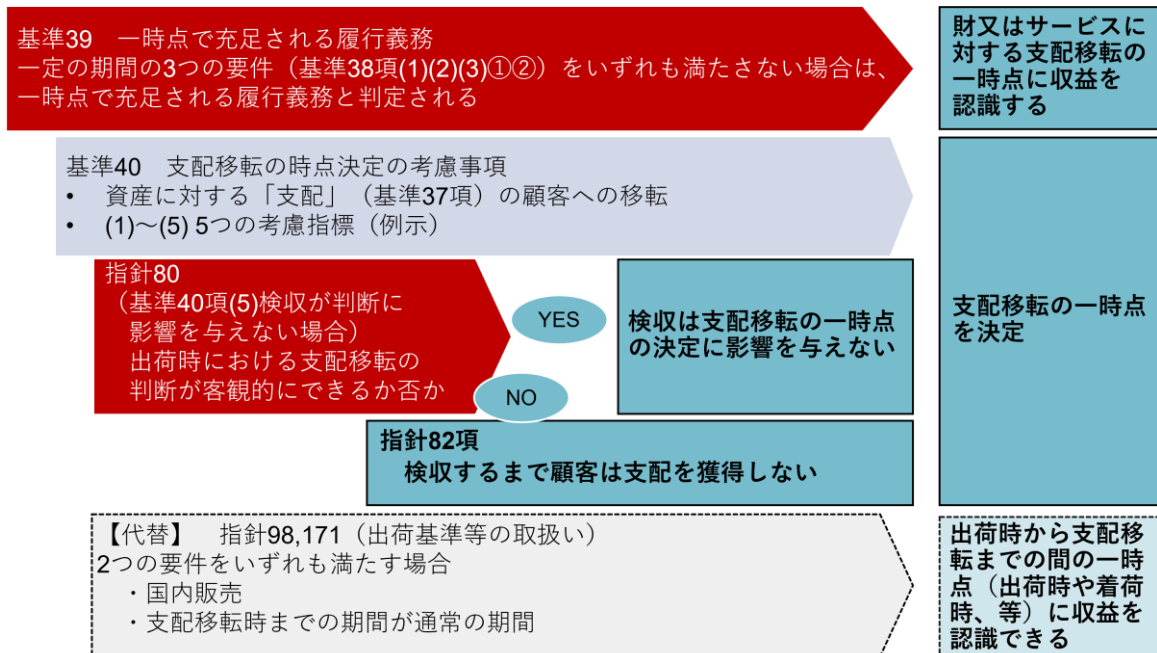 基準39　一時点で充足される履行義務
一定の期間の3つの要件（基準38項(1)(2)(3)①②）をいずれも満たさない場合は、
一時点で充足される履行義務と判定される
財又はサービスに
対する支配移転の
一時点に収益を
認識する
基準40　支配移転の時点決定の考慮事項
• 資産に対する「支配」（基準37項）の顧客への移転
• (1)～(5) 5つの考慮指標（例示）
指針80
（基準40項(5)検収が判断に
影響を与えない場合）
出荷時における支配移転の
判断が客観的にできるか否か
YES
NO
検収は支配移転の一時点
の決定に影響を与えない
指針82項
検収するまで顧客は支配を獲得しない
支配移転の一時点
を決定
【代替】　指針98,171（出荷基準等の取扱い）
2つの要件をいずれも満たす場合
・国内販売
・支配移転時までの期間が通常の期間
出荷時から支配移
転までの間の一時
点（出荷時や着荷
時、等）に収益を
認識できる